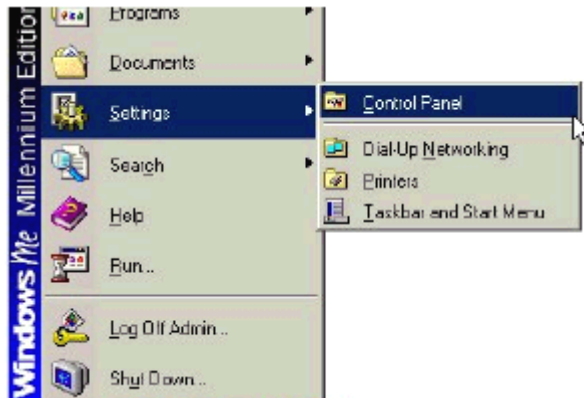 Windows Me Millennium Edition
Programs
Documents
Settings
Search
Help
Run...
Log Off Admin...
Shut Down...
Control Panel
Dial-Up Networking
Printers
Taskbar and Start Menu